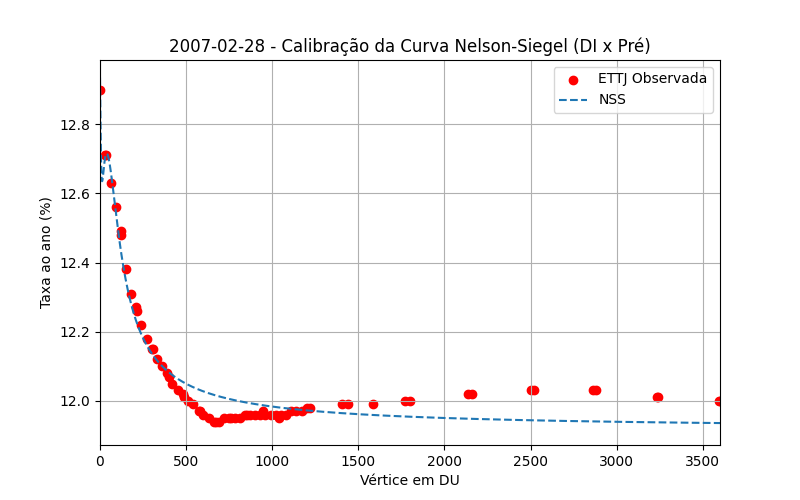 2007-02-28 - Calibração da Curva Nelson-Siegel (DI x Pré)
ETTJ Observada
NSS
Taxa ao ano (%)
12.8
12.6
12.4
12.2
12.0
0 500 1000 1500 2000 2500 3000 3500
Vértice em DU